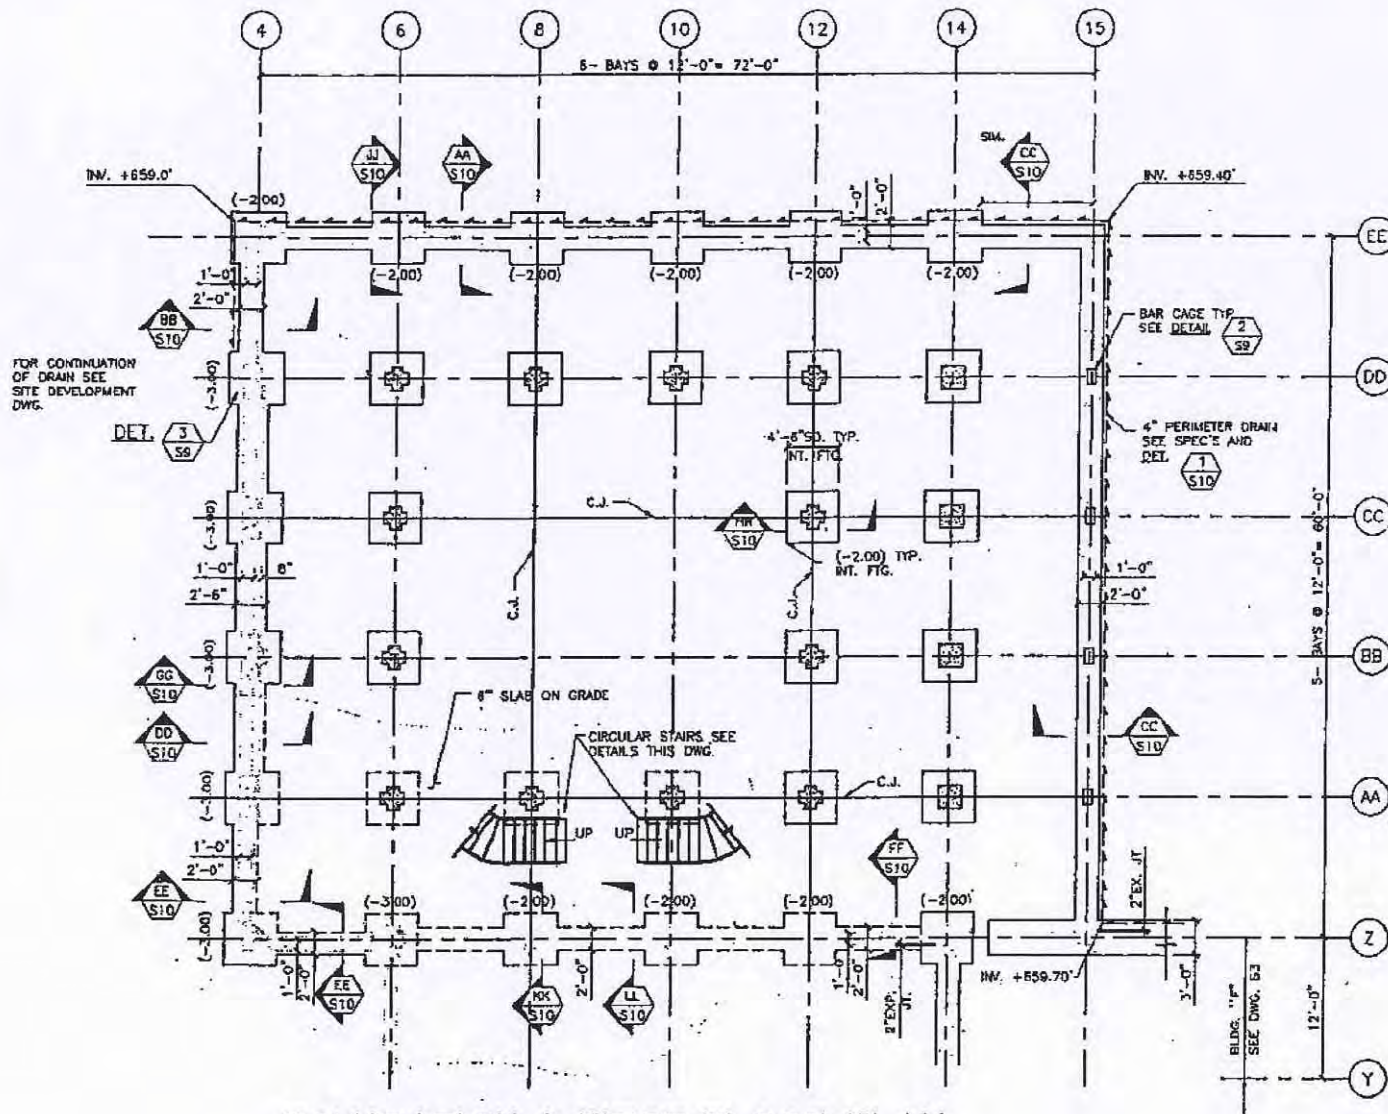 4 6 8 10 12 14 15
6- BAYS @ 12'-0"= 72'-0"
JJ
S10
AA
S10
SIM.
CC
S10
INV. +659.0'
INV. +659.40'
(-2.00)
1'-0"
2'-0"
EE
(-2.00) (-2.00) (-2.00) (-2.00) (-2.00)
1'-0"
2'-0"
BB
S10
BAR CAGE TYP.
SEE DETAIL
2
S9
FOR CONTINUATION
OF DRAIN SEE
SITE DEVELOPMENT
DWG.
(-3.00)
DD
DET.
3
S9
4'-6"SQ. TYP.
INT. FTG.
4" PERIMETER DRAIN
SEE SPEC'S AND
DET.
1
S10
C.J.
S10
(-3.00)
CC
(-2.00) TYP.
INT. FTG.
1'-0" 8"
2'-6"
C.J.
C.J.
1'-0"
2'-0"
5- BAYS @ 12'-0"= 60'-0"
(-3.00)
BB
GG
S10
6" SLAB ON GRADE
DD
S10
CIRCULAR STAIRS SEE
DETAILS THIS DWG.
CC
S10
(-3.00)
C.J.
AA
UP UP
1'-0"
2'-0"
FF
S10
EE
S10
2"EX. JT
(-3.00) (-2.00) (-2.00) (-2.00) (-2.00)
(-3.00)
Z
1'-0"
2'-0"
2'-0"
1'-0"
2'-0"
2"EXP.
JT.
INV. +659.70'
3'-0"
EE
S10
KK
S10
LL
S10
BLDG. "F"
SEE DWG. S3
12'-0"
Y